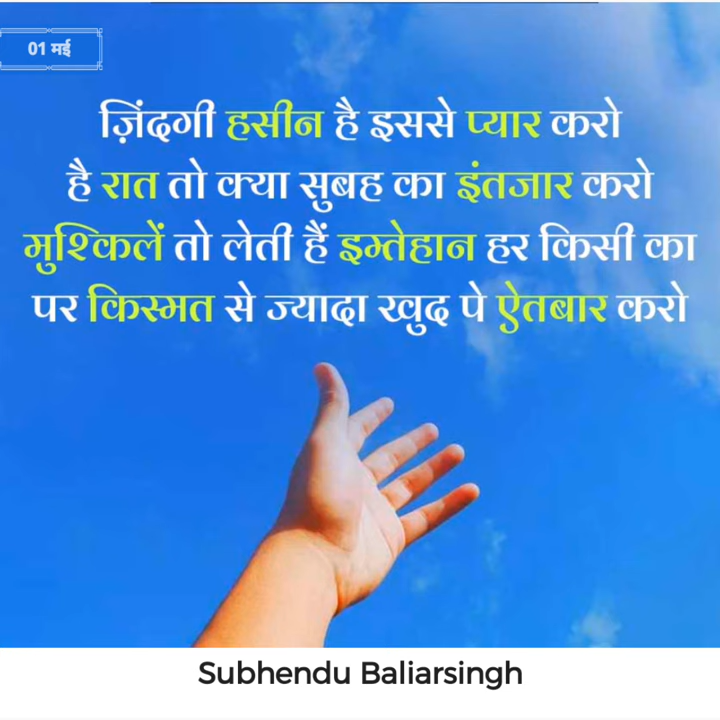 01 मई
ज़िंदगी हसीन है इससे प्यार करो
है रात तो क्या सुबह का इंतजार करो
मुश्किलें तो लेती हैं इम्तेहान हर किसी का
पर किस्मत से ज्यादा खुद पे ऐतबार करो
Subhendu Baliarsingh